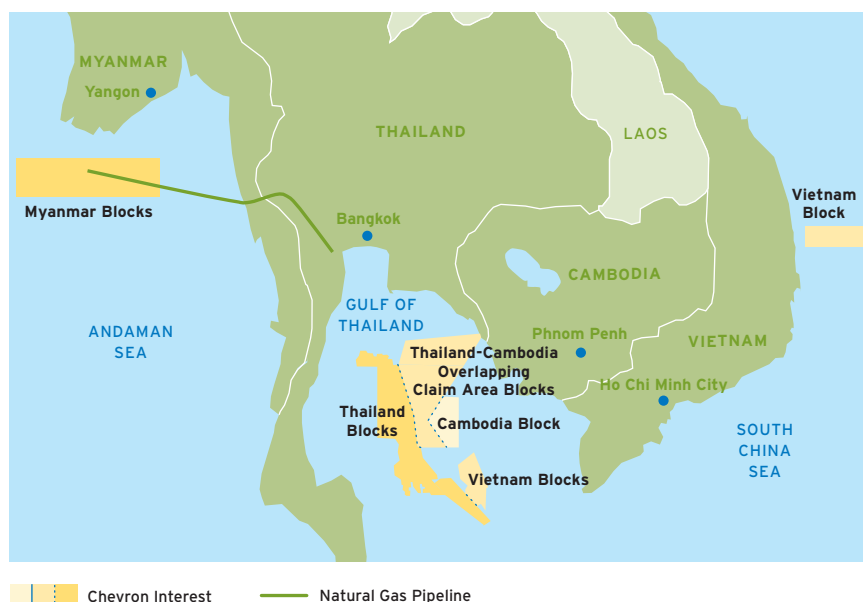 MYANMAR
Yangon
THAILAND
LAOS
Myanmar Blocks
Vietnam
Block
Bangkok
CAMBODIA
GULF OF
THAILAND
ANDAMAN
SEA
Phnom Penh
VIETNAM
Thailand-Cambodia
Overlapping
Claim Area Blocks
Ho Chi Minh City
Thailand
Blocks
Cambodia Block
SOUTH
CHINA
SEA
Vietnam Blocks
Chevron Interest
Natural Gas Pipeline